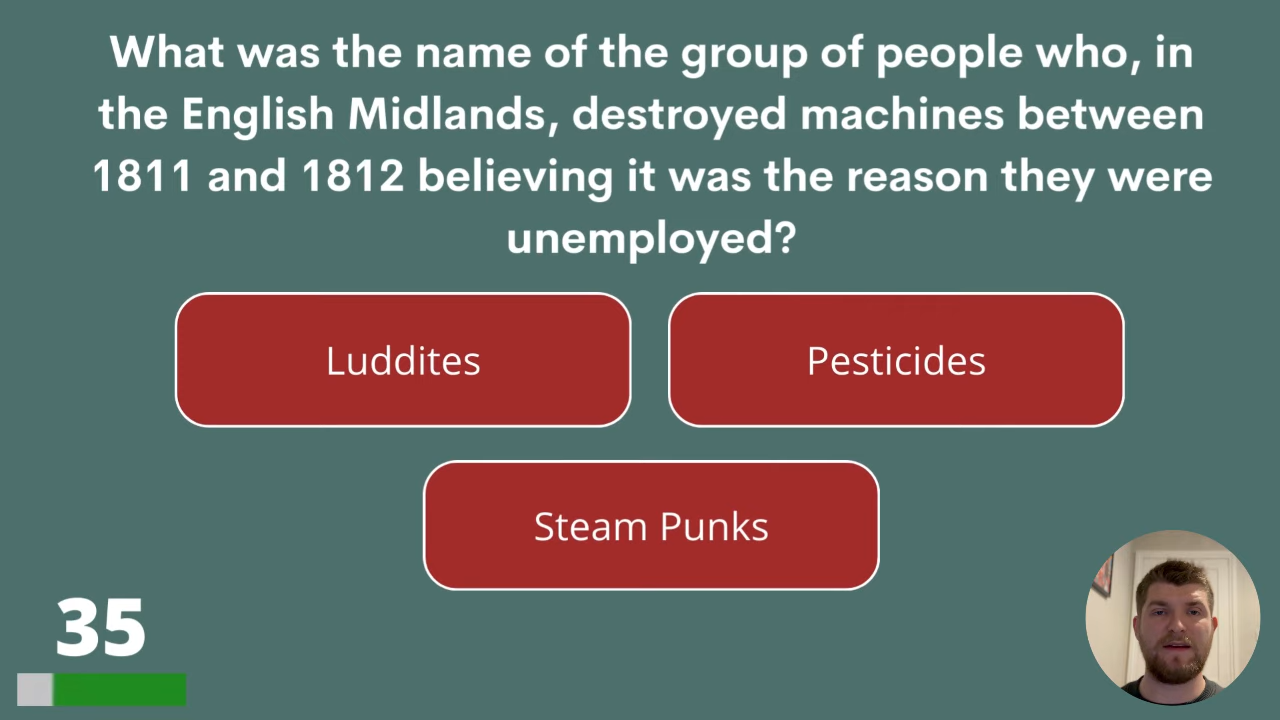 What was the name of the group of people who, in
the English Midlands, destroyed machines between
1811 and 1812 believing it was the reason they were
unemployed?
Luddites
Pesticides
Steam Punks
35